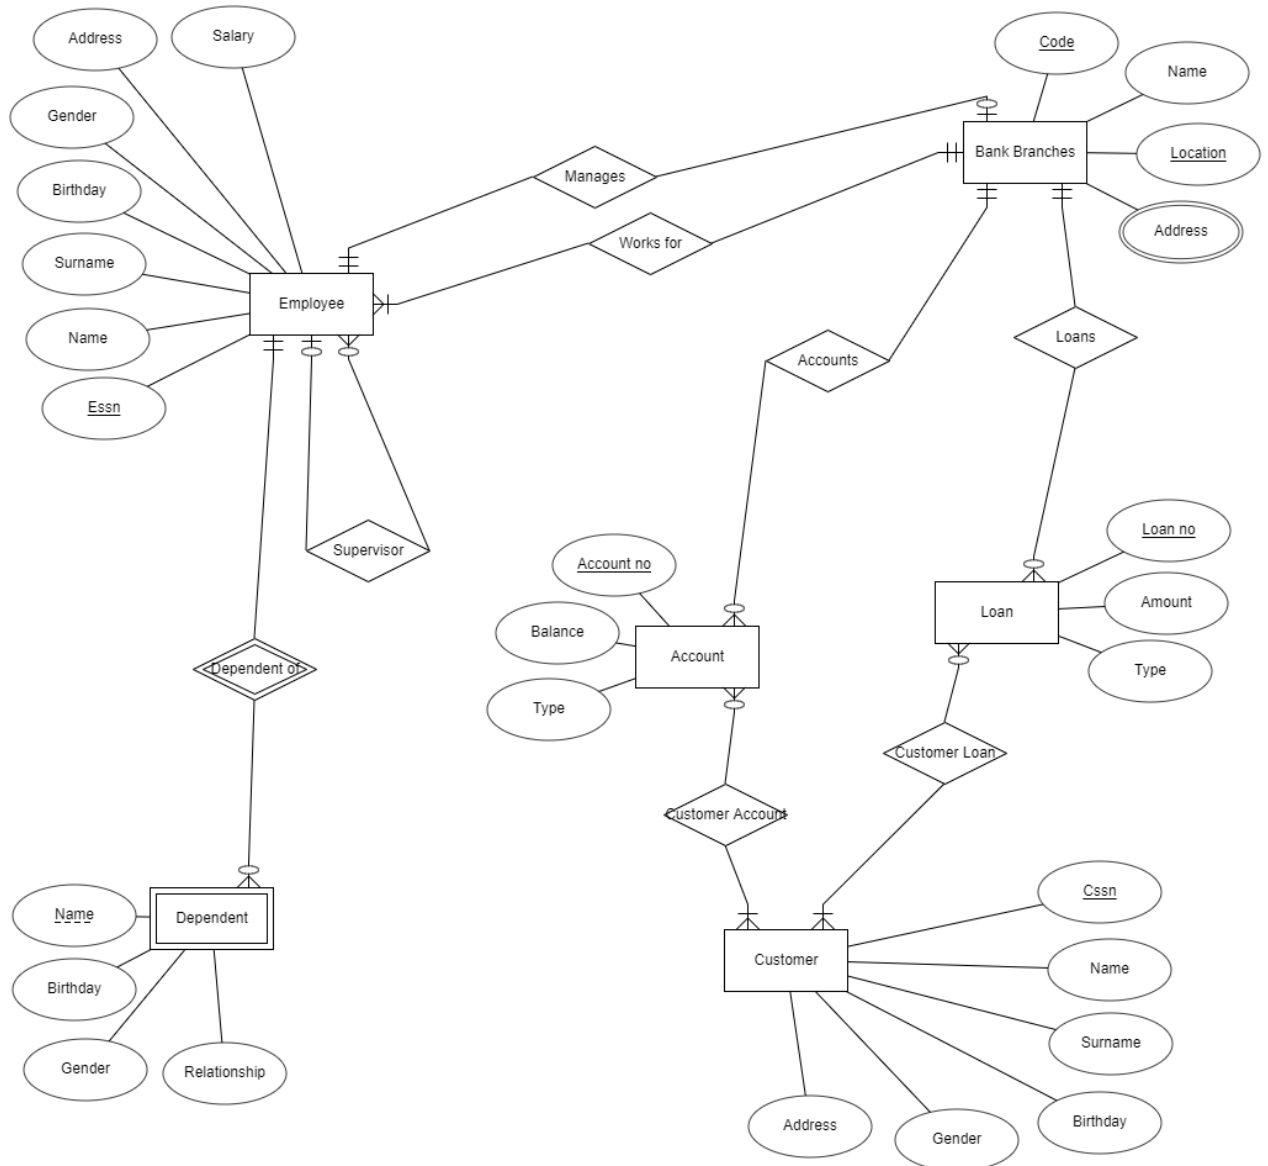 Address
Salary
Code
Name
Gender
Location
Bank Branches
Manages
Birthday
Address
Works for
Surname
Employee
Name
Loans
Accounts
Essn
Loan no
Supervisor
Account no
Amount
Loan
Balance
Account
Dependent of
Type
Type
Customer Loan
Customer Account
Cssn
Name
Dependent
Customer
Name
Birthday
Surname
Gender
Relationship
Birthday
Address
Gender